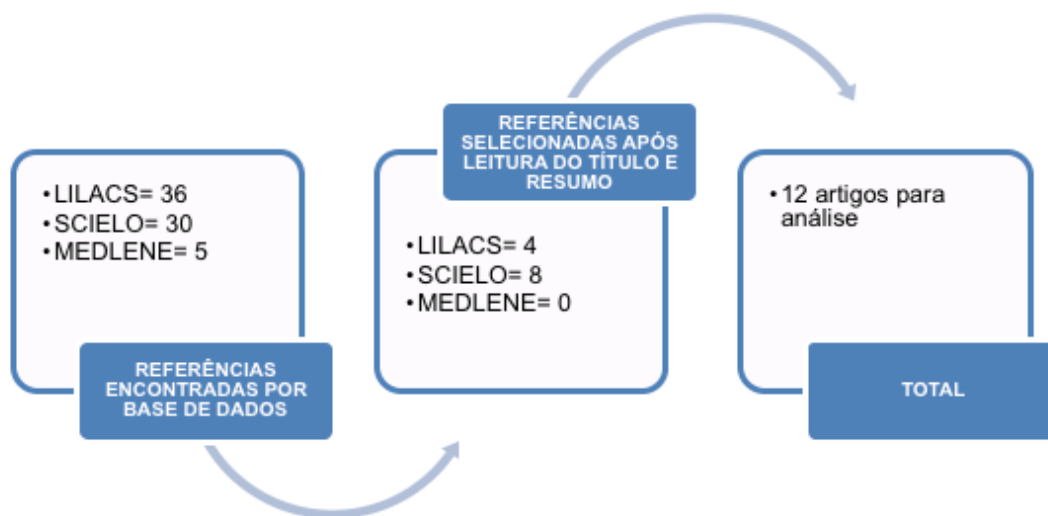 •LILACS= 36
•SCIELO= 30
•MEDLENE= 5
REFERÊNCIAS
ENCONTRADAS POR
BASE DE DADOS
REFERÊNCIAS
SELECIONADAS APÓS
LEITURA DO TÍTULO E
RESUMO
•LILACS= 4
•SCIELO= 8
•MEDLENE= 0
•12 artigos para
análise
TOTAL